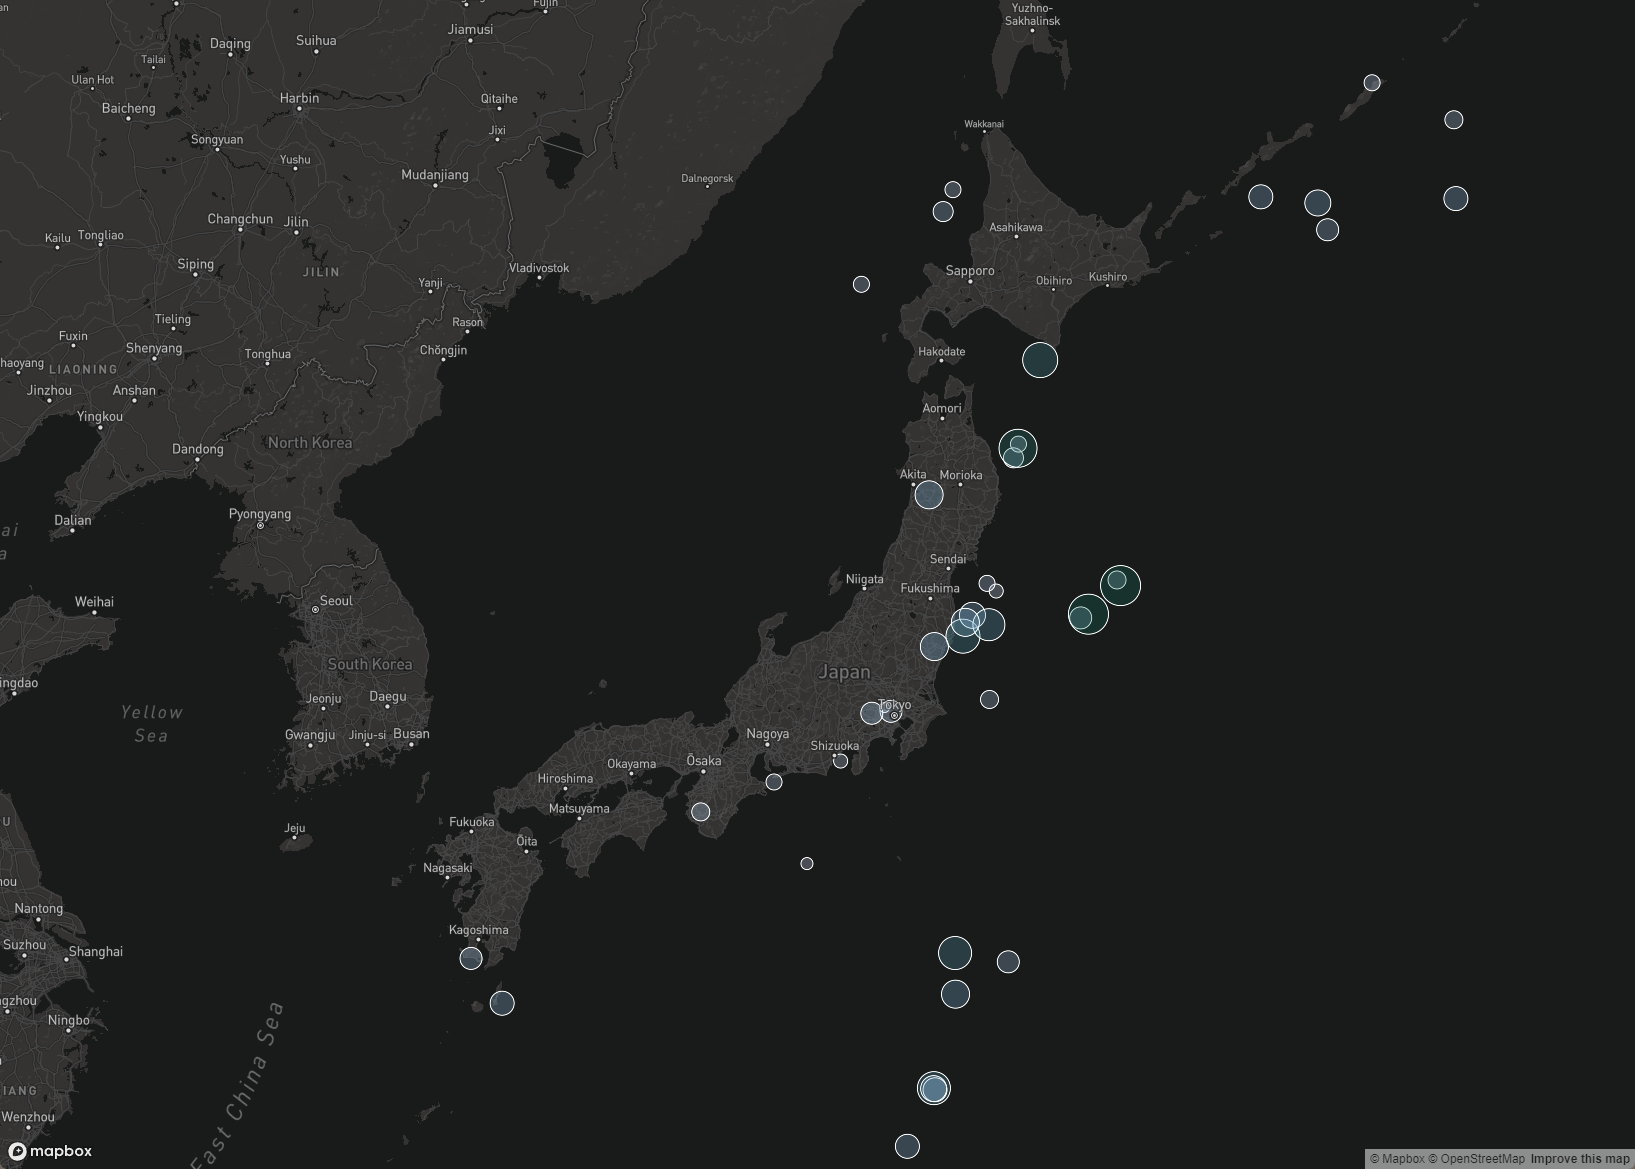 Fujin
Yuzhno-
Sakhalinsk
Jiamusi
Suihua
Daqing
Tailai
Ulan Hot
Harbin
Qitaihe
Baicheng
Wakkanai
Jixi
Songyuan
Yushu
Mudanjiang
Dalnegorsk
Changchun
Jilin
Asahikawa
Kailu
Tongliao
Siping
JILIN
Vladivostok
Sapporo
Obihiro
Kushiro
Yanji
Tieling
Rason
Fuxin
Shenyang
Tonghua
Chŏngjin
Hakodate
haoyang
LIAONING
Jinzhou
Anshan
Aomori
Yingkou
North Korea
Dandong
Akita
Morioka
Pyongyang
Dalian
ai
a
Sendai
Niigata
Fukushima
Weihai
Seoul
South Korea
Japan
ingdao
Jeonju
Daegu
Tokyo
Yellow
Sea
Gwangju
Jinju-si
Busan
Nagoya
Shizuoka
Ōsaka
Okayama
Hiroshima
Matsuyama
U
Jeju
Fukuoka
Ōita
Nagasaki
hou
Nantong
Kagoshima
Suzhou
Shanghai
gzhou
Ningbo
East China Sea
IANG
Wenzhou
mapbox
© Mapbox © OpenStreetMap Improve this map